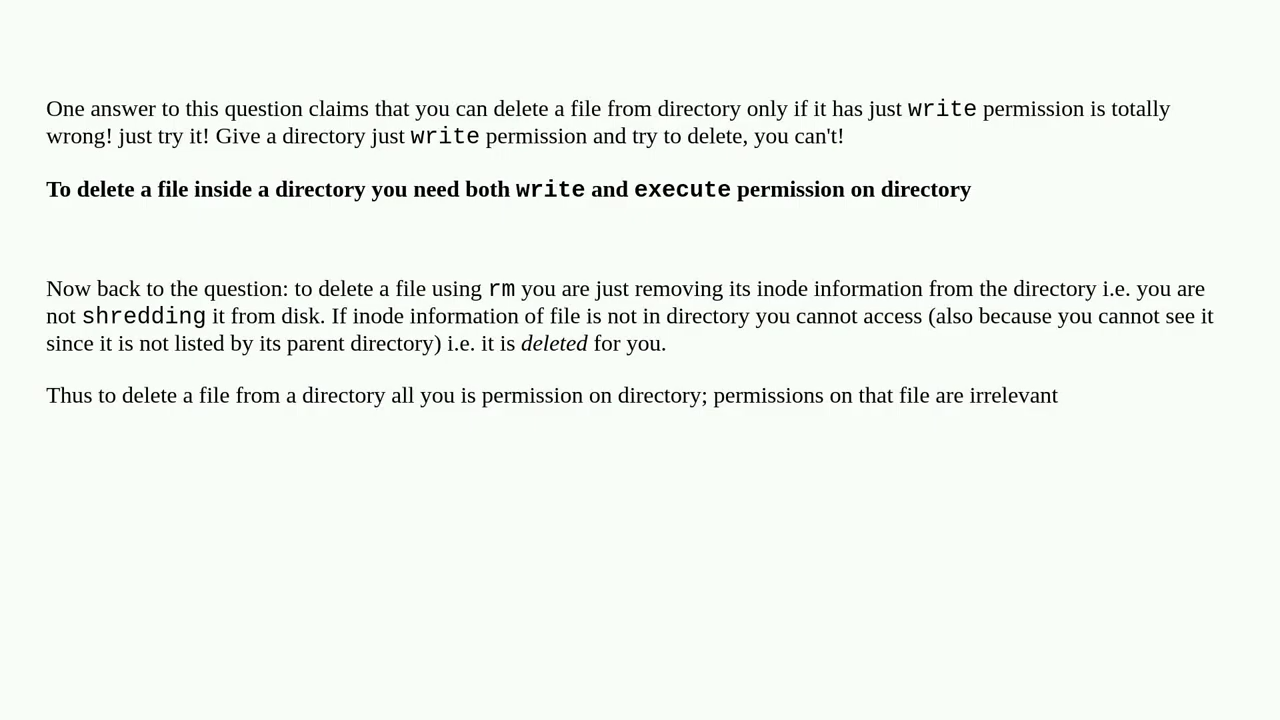 One answer to this question claims that you can delete a file from directory only if it has just write permission is totally
wrong! just try it! Give a directory just write permission and try to delete, you can't!
To delete a file inside a directory you need both write and execute permission on directory
Now back to the question: to delete a file using rm you are just removing its inode information from the directory i.e. you are
not shredding it from disk. If inode information of file is not in directory you cannot access (also because you cannot see it
since it is not listed by its parent directory) i.e. it is deleted for you.
Thus to delete a file from a directory all you is permission on directory; permissions on that file are irrelevant